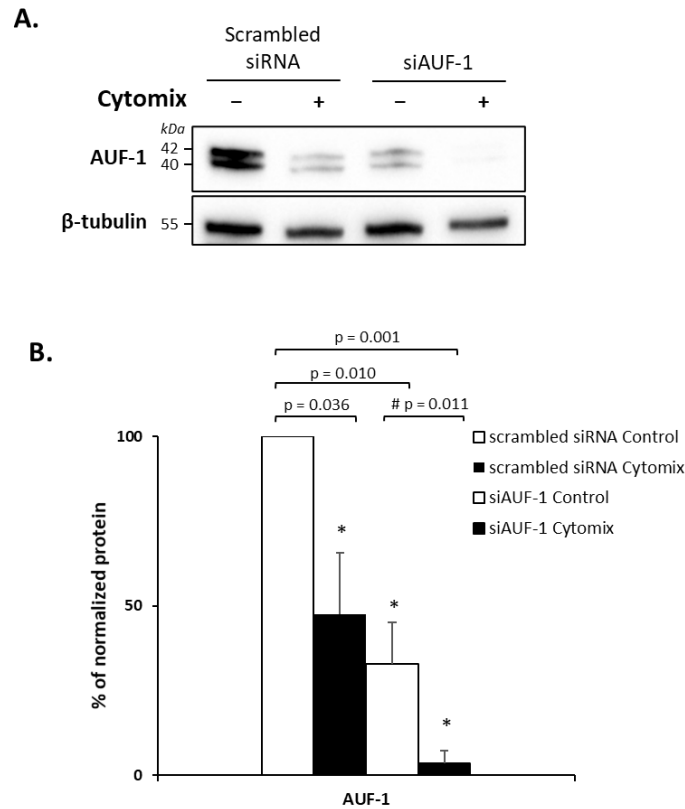 A.
Scrambled
siRNA
siAUF-1
Cytomix – + – +
kDa
AUF-1
42
40
β-tubulin
55
B.
p = 0.001
p = 0.010
p = 0.036
# p = 0.011
scrambled siRNA Control
scrambled siRNA Cytomix
siAUF-1 Control
siAUF-1 Cytomix
% of normalized protein
100
50
0
*
*
*
AUF-1